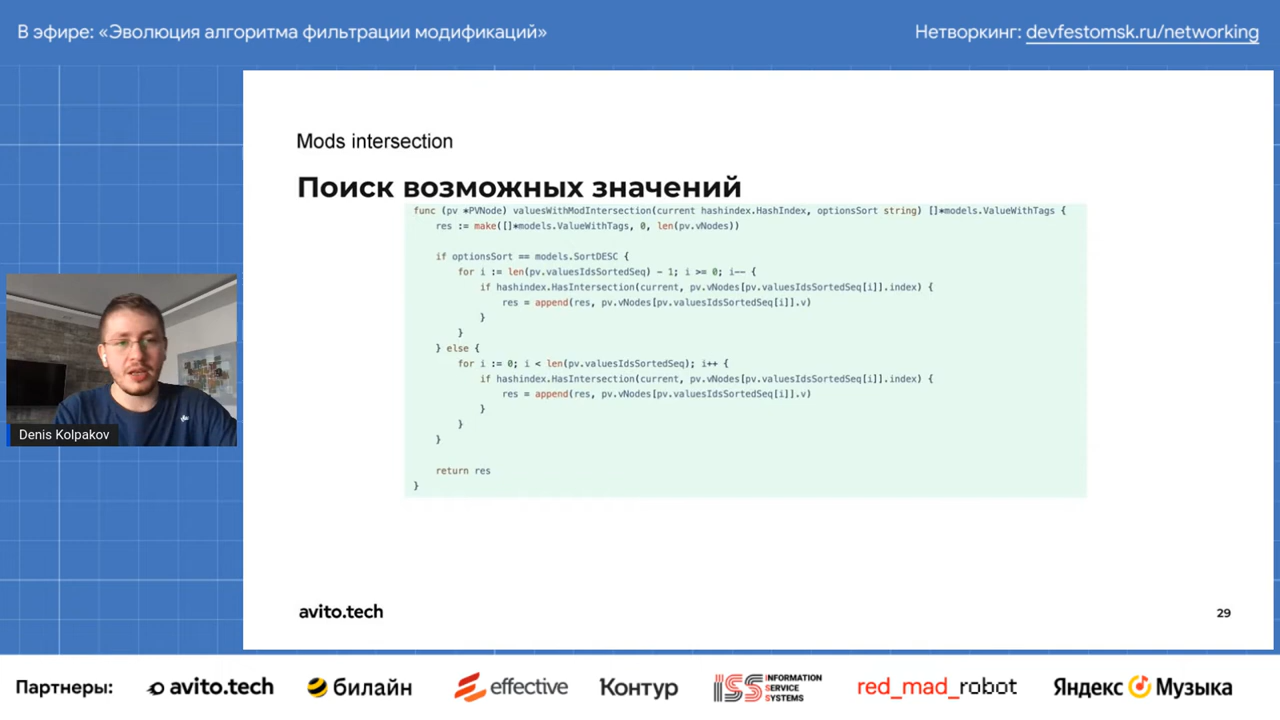 В эфире: «Эволюция алгоритма фильтрации модификаций»
Нетворкинг: devfestomsk.ru/networking
Mods intersection
Поиск возможных значений
func (pv *PVNode) valuesWithModIntersection(current hashindex.HashIndex, optionsSort string) []*models.ValueWithTags {
    res := make([]*models.ValueWithTags, 0, len(pv.vNodes))
    if optionsSort == models.SortDESC {
        for i := len(pv.valuesIdsSortedSeq) - 1; i >= 0; i-- {
            if hashindex.HasIntersection(current, pv.vNodes[pv.valuesIdsSortedSeq[i]].index) {
                res = append(res, pv.vNodes[pv.valuesIdsSortedSeq[i]].v)
            }
        }
    } else {
        for i := 0; i < len(pv.valuesIdsSortedSeq); i++ {
            if hashindex.HasIntersection(current, pv.vNodes[pv.valuesIdsSortedSeq[i]].index) {
                res = append(res, pv.vNodes[pv.valuesIdsSortedSeq[i]].v)
            }
        }
    }
    return res
}
Denis Kolpakov
avito.tech
29
Партнеры: avito.tech билайн effective Контур ISS INFORMATION SERVICE SYSTEMS red_mad_robot Яндекс Музыка